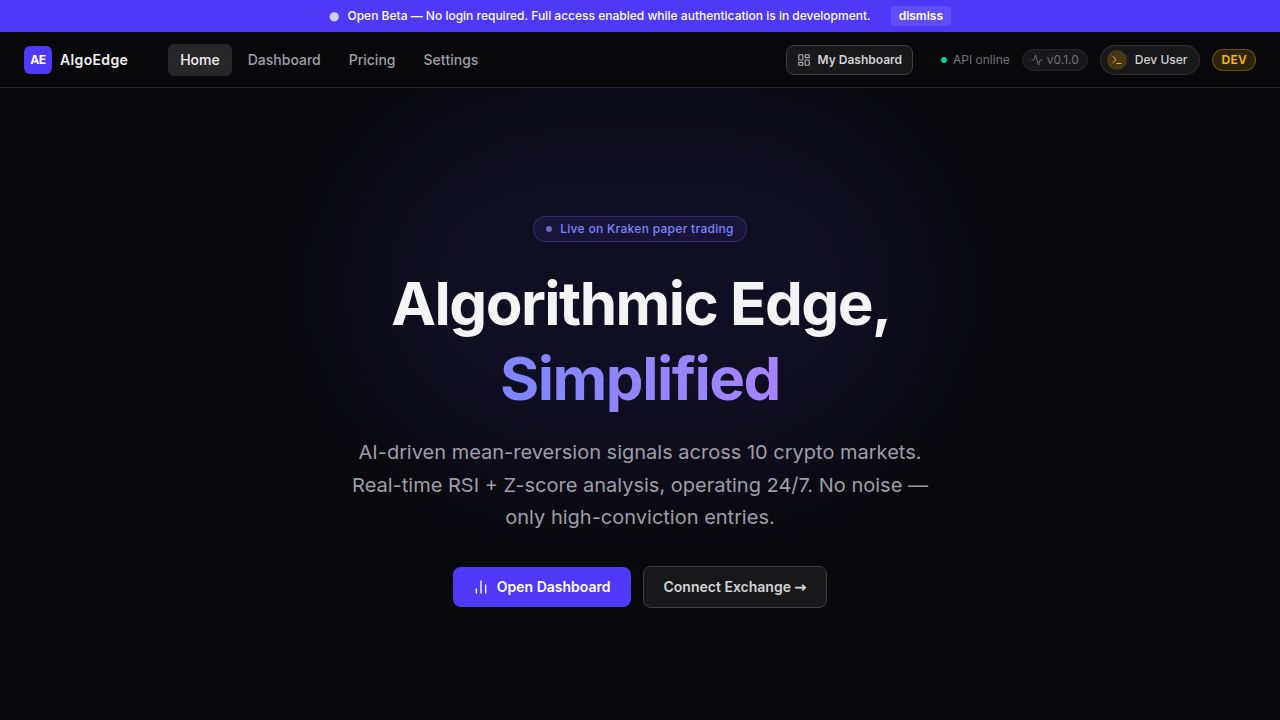 Open Beta — No login required. Full access enabled while authentication is in development. dismiss
AE AlgoEdge Home Dashboard Pricing Settings My Dashboard API online v0.1.0 Dev User DEV
Live on Kraken paper trading
Algorithmic Edge,
Simplified
AI-driven mean-reversion signals across 10 crypto markets.
Real-time RSI + Z-score analysis, operating 24/7. No noise —
only high-conviction entries.
Open Dashboard Connect Exchange →